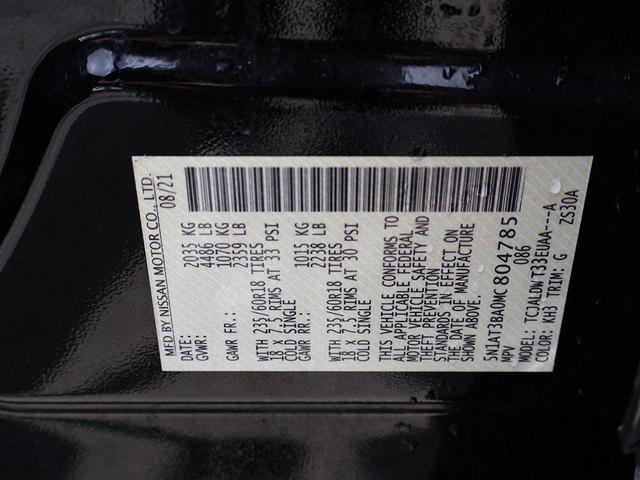 MFD BY NISSAN MOTOR CO., LTD.
DATE: 08/21
GVWR: 2035 KG
4486 LB
GAWR FR.: 1070 KG
2359 LB
WITH 235/60R18 TIRES
18 X 7.5 RIMS AT 33 PSI
COLD SINGLE
GAWR RR.: 1015 KG
2238 LB
WITH 235/60R18 TIRES
18 X 7.5 RIMS AT 30 PSI
COLD SINGLE
THIS VEHICLE CONFORMS TO
ALL APPLICABLE FEDERAL
MOTOR VEHICLE SAFETY AND
THEFT PREVENTION
STANDARDS IN EFFECT ON
THE DATE OF MANUFACTURE
SHOWN ABOVE.
5N1AT3BA0MC804785
MPV 086
MODEL: TCJALDWT33EUAA---A
COLOR: KH3 TRIM: G ZS30A